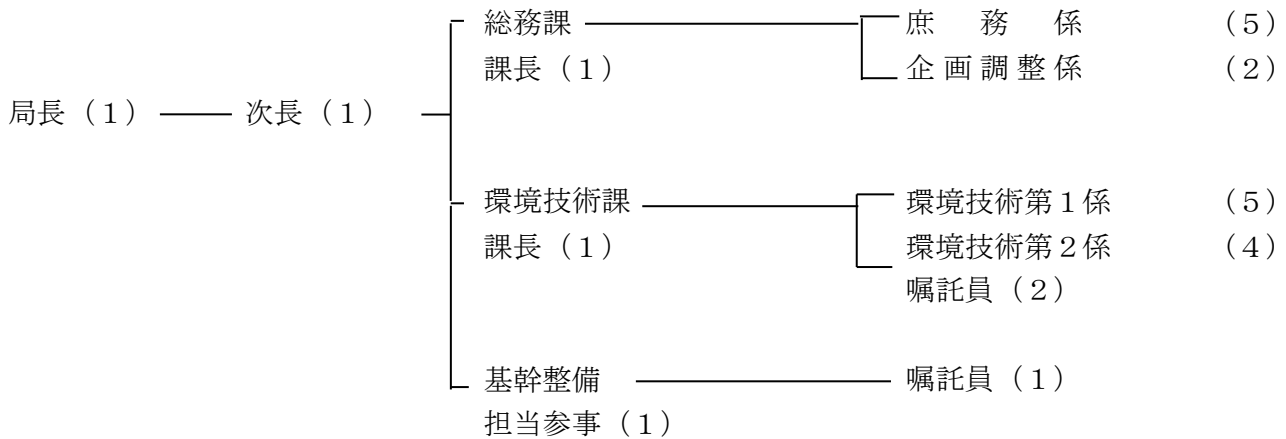 総務課 庶務係 （５）
課長（１） 企画調整係 （２）
局長（１） 次長（１）
環境技術課 環境技術第１係 （５）
課長（１） 環境技術第２係 （４）
嘱託員（２）
基幹整備 嘱託員（１）
担当参事（１）